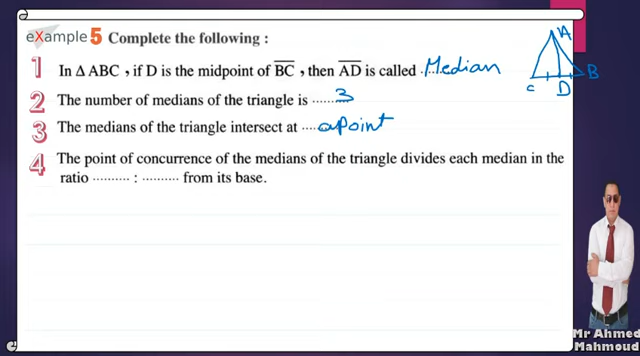 eXample 5 Complete the following :
1 In Δ ABC , if D is the midpoint of BC , then AD is called .Median
2 The number of medians of the triangle is ........3
3 The medians of the triangle intersect at ....a point
4 The point of concurrence of the medians of the triangle divides each median in the
ratio .......... : .......... from its base.
A
C D B
Mr Ahmed
Mahmoud